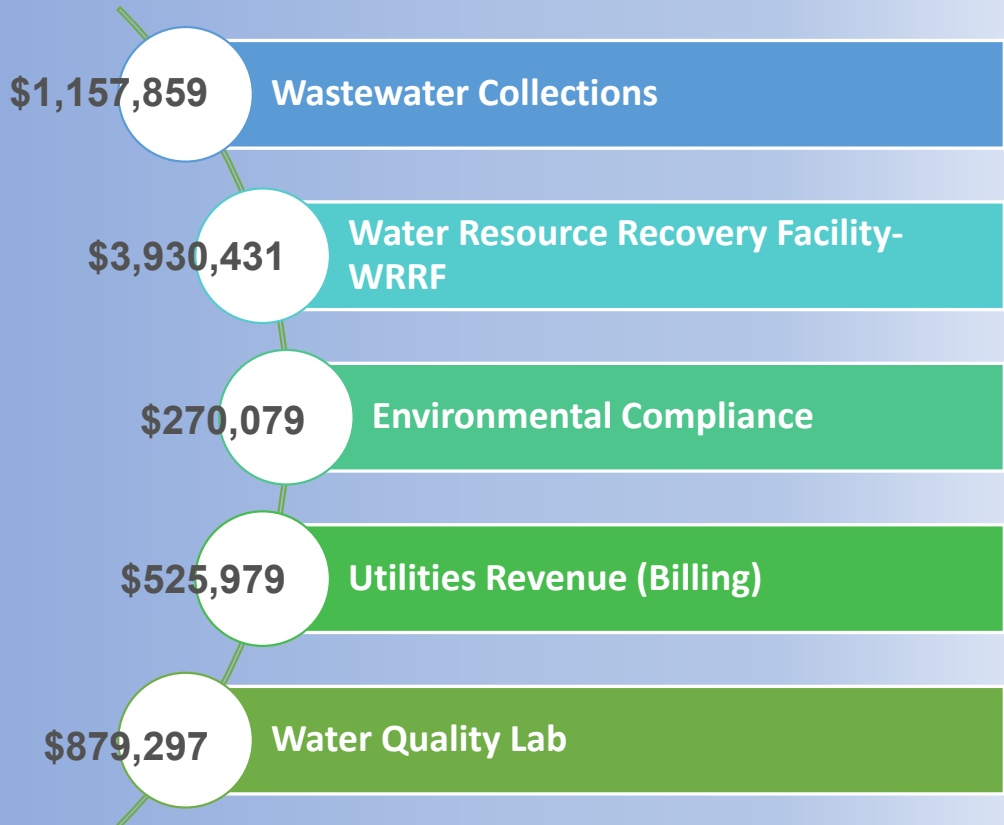 $1,157,859
Wastewater Collections
$3,930,431
Water Resource Recovery Facility-
WRRF
$270,079
Environmental Compliance
$525,979
Utilities Revenue (Billing)
$879,297
Water Quality Lab